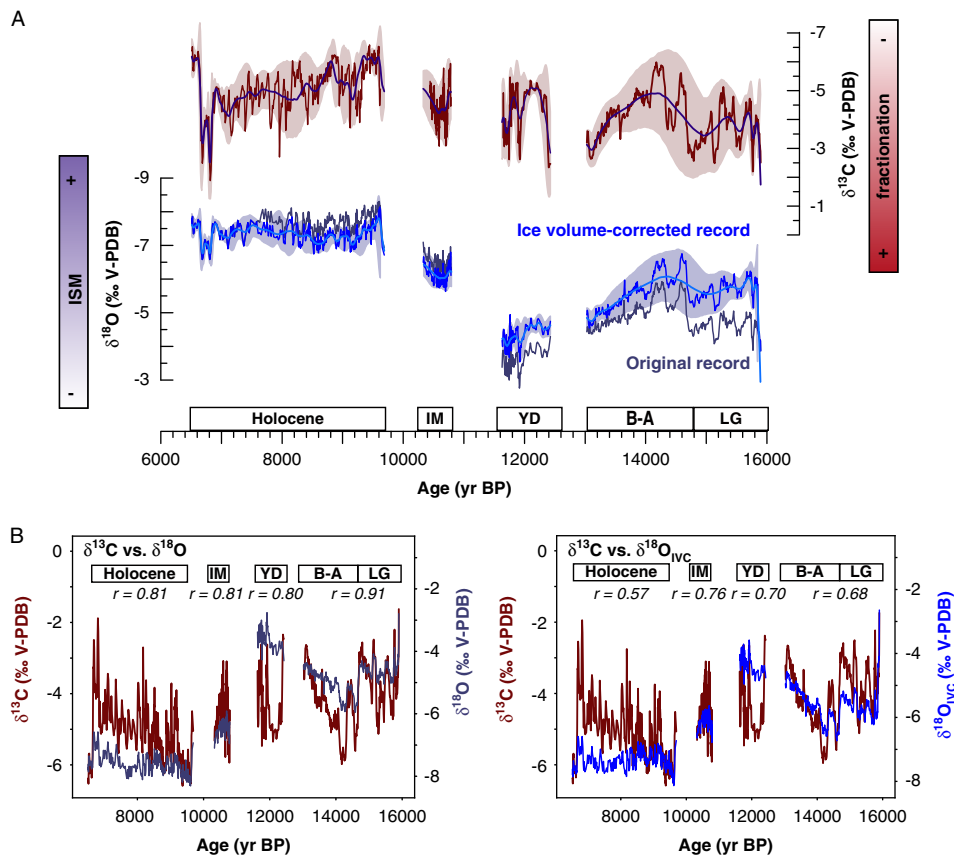 A
-7
-5
-3
-1
δ13C (‰ V-PDB)
-
fractionation
+
+
ISM
-
-9
-7
-5
-3
δ18O (‰ V-PDB)
Ice volume-corrected record
Original record
Holocene IM YD B-A LG
6000 8000 10000 12000 14000 16000
Age (yr BP)
B
δ13C vs. δ18O
Holocene IM YD B-A LG
r = 0.81 r = 0.81 r = 0.80 r = 0.91
0
-2
-4
-6
δ13C (‰ V-PDB)
-2
-4
-6
-8
δ18O (‰ V-PDB)
8000 10000 12000 14000 16000
Age (yr BP)
δ13C vs. δ18OIVC
Holocene IM YD B-A LG
r = 0.57 r = 0.76 r = 0.70 r = 0.68
0
-2
-4
-6
δ13C (‰ V-PDB)
-2
-4
-6
-8
δ18OIVC (‰ V-PDB)
8000 10000 12000 14000 16000
Age (yr BP)